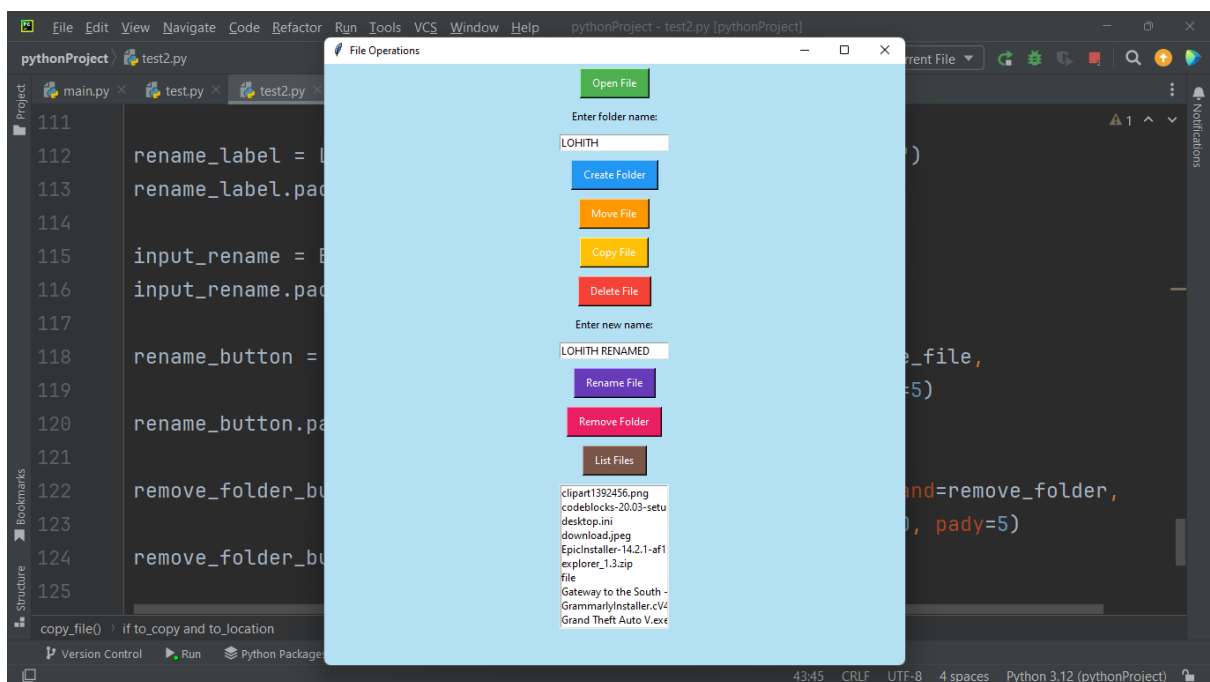 File Edit View Navigate Code Refactor Run Tools VCS Window Help pythonProject - test2.py [pythonProject]
File Operations
pythonProject test2.py
rrent File
main.py test.py test2.py
Project
Notifications
Bookmarks
Structure
1
111
112 rename_label = L ')
113 rename_label.pac
114
115 input_rename = E
116 input_rename.pac
117
118 rename_button = e_file,
119 =5)
120 rename_button.pa
121
122 remove_folder_bu and=remove_folder,
123 0, pady=5)
124 remove_folder_bu
125
Open File
Enter folder name:
LOHITH
Create Folder
Move File
Copy File
Delete File
Enter new name:
LOHITH RENAMED
Rename File
Remove Folder
List Files
clipart1392456.png
codeblocks-20.03-setu
desktop.ini
download.jpeg
EpicInstaller-14.2.1-af1
explorer_1.3.zip
file
Gateway to the South -
GrammarlyInstaller.cV4
Grand Theft Auto V.exe
copy_file() if to_copy and to_location
Version Control Run Python Package
43:45 CRLF UTF-8 4 spaces Python 3.12 (pythonProject)